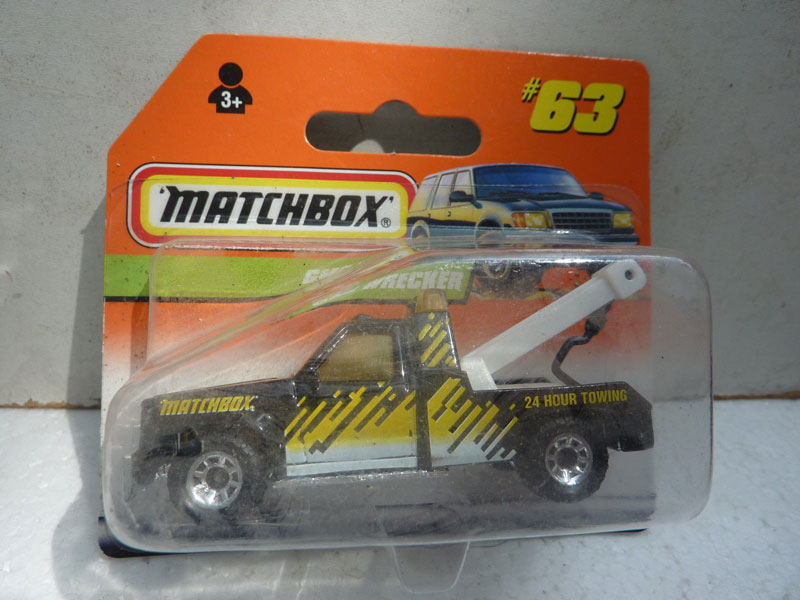 3+
#63
MATCHBOX®
WRECKER
MATCHBOX
24 HOUR TOWING